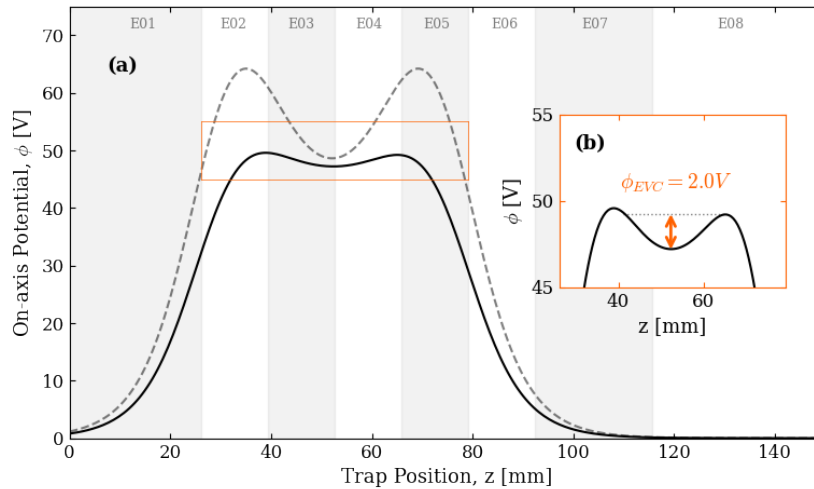 E01 E02 E03 E04 E05 E06 E07 E08
(a)
On-axis Potential, ϕ [V]
70
60
50
40
30
20
10
0
0 20 40 60 80 100 120 140
Trap Position, z [mm]
(b)
ϕ_EVC = 2.0V
ϕ [V]
55
50
45
40 60
z [mm]